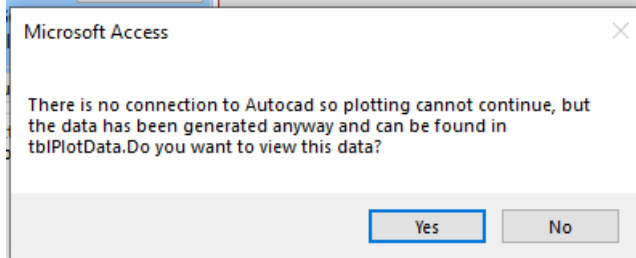 Microsoft Access
There is no connection to Autocad so plotting cannot continue, but
the data has been generated anyway and can be found in
tblPlotData.Do you want to view this data?
Yes No